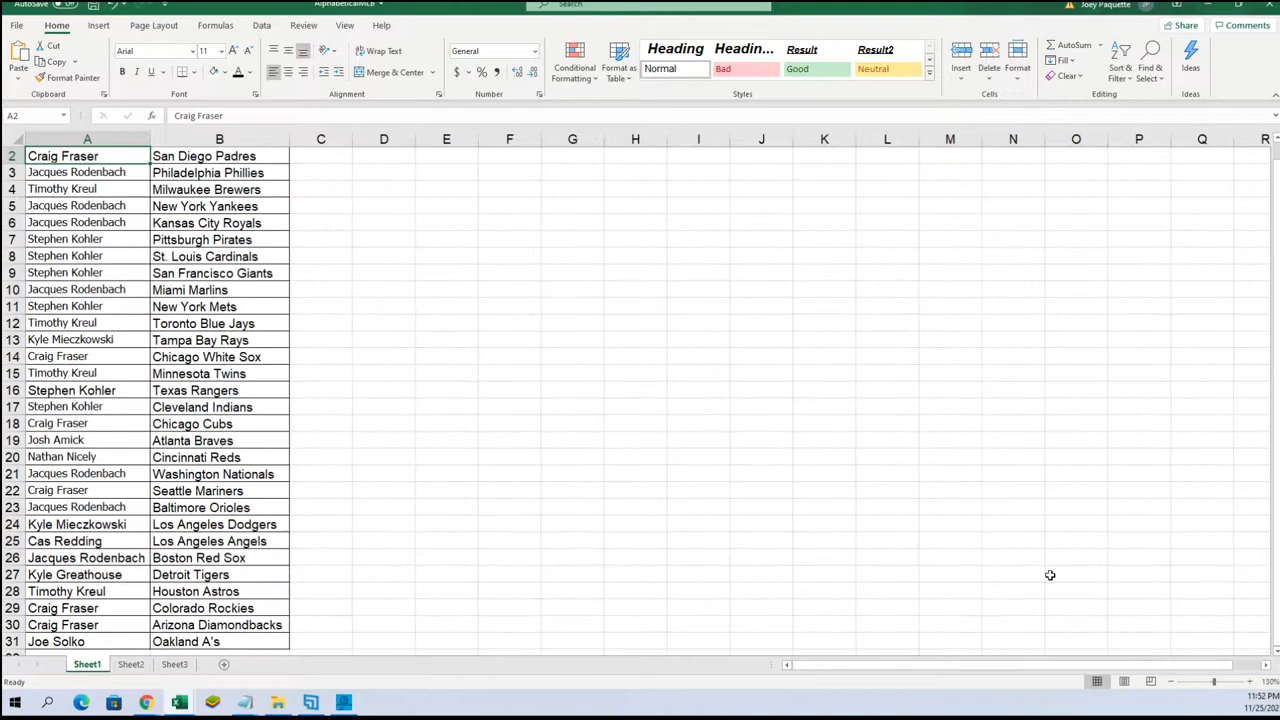 AutoSave
AlphabeticalMLB
Search
Joey Paquette
JP
File Home Insert Page Layout Formulas Data Review View Help
Share Comments
Paste
Cut
Copy
Format Painter
Clipboard
Arial 11
B I U
Font
Wrap Text
Merge & Center
Alignment
General
$ % ,
Number
Conditional Formatting
Format as Table
Heading Headin... Result Result2
Normal Bad Good Neutral
Styles
Insert Delete Format
Cells
AutoSum
Fill
Clear
Sort & Filter
Find & Select
Editing
Ideas
Ideas
A2 fx Craig Fraser
A B C D E F G H I J K L M N O P Q R
2 Craig Fraser San Diego Padres
3 Jacques Rodenbach Philadelphia Phillies
4 Timothy Kreul Milwaukee Brewers
5 Jacques Rodenbach New York Yankees
6 Jacques Rodenbach Kansas City Royals
7 Stephen Kohler Pittsburgh Pirates
8 Stephen Kohler St. Louis Cardinals
9 Stephen Kohler San Francisco Giants
10 Jacques Rodenbach Miami Marlins
11 Stephen Kohler New York Mets
12 Timothy Kreul Toronto Blue Jays
13 Kyle Mieczkowski Tampa Bay Rays
14 Craig Fraser Chicago White Sox
15 Timothy Kreul Minnesota Twins
16 Stephen Kohler Texas Rangers
17 Stephen Kohler Cleveland Indians
18 Craig Fraser Chicago Cubs
19 Josh Amick Atlanta Braves
20 Nathan Nicely Cincinnati Reds
21 Jacques Rodenbach Washington Nationals
22 Craig Fraser Seattle Mariners
23 Jacques Rodenbach Baltimore Orioles
24 Kyle Mieczkowski Los Angeles Dodgers
25 Cas Redding Los Angeles Angels
26 Jacques Rodenbach Boston Red Sox
27 Kyle Greathouse Detroit Tigers
28 Timothy Kreul Houston Astros
29 Craig Fraser Colorado Rockies
30 Craig Fraser Arizona Diamondbacks
31 Joe Solko Oakland A's
Sheet1 Sheet2 Sheet3
Ready
130%
11:52 PM
11/25/202